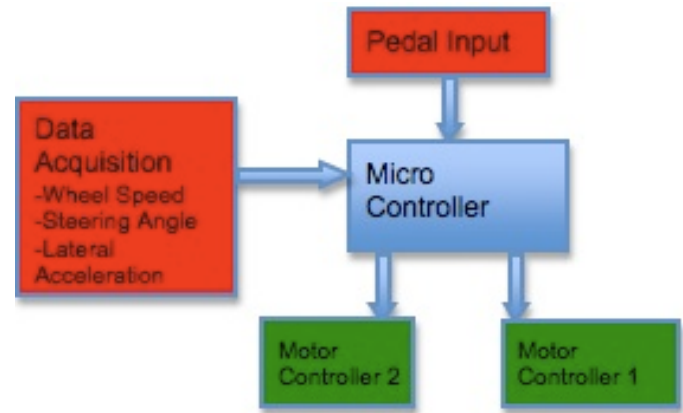 Pedal Input
Data
Acquisition
-Wheel Speed
-Steering Angle
-Lateral
Acceleration
Micro
Controller
Motor
Controller 2
Motor
Controller 1